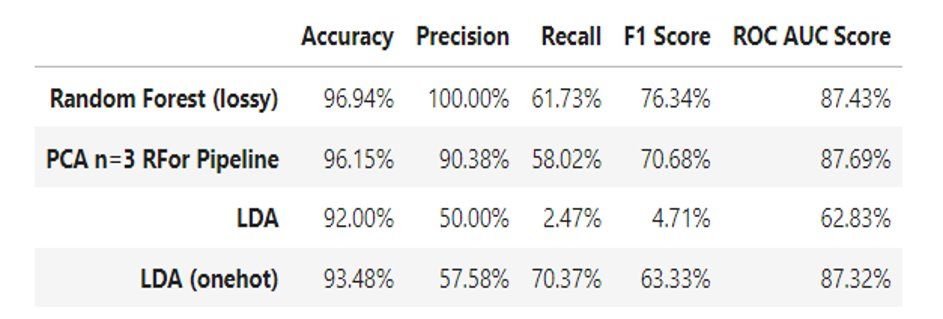 Accuracy Precision Recall F1 Score ROC AUC Score
Random Forest (lossy) 96.94% 100.00% 61.73% 76.34% 87.43%
PCA n=3 RFor Pipeline 96.15% 90.38% 58.02% 70.68% 87.69%
LDA 92.00% 50.00% 2.47% 4.71% 62.83%
LDA (onehot) 93.48% 57.58% 70.37% 63.33% 87.32%